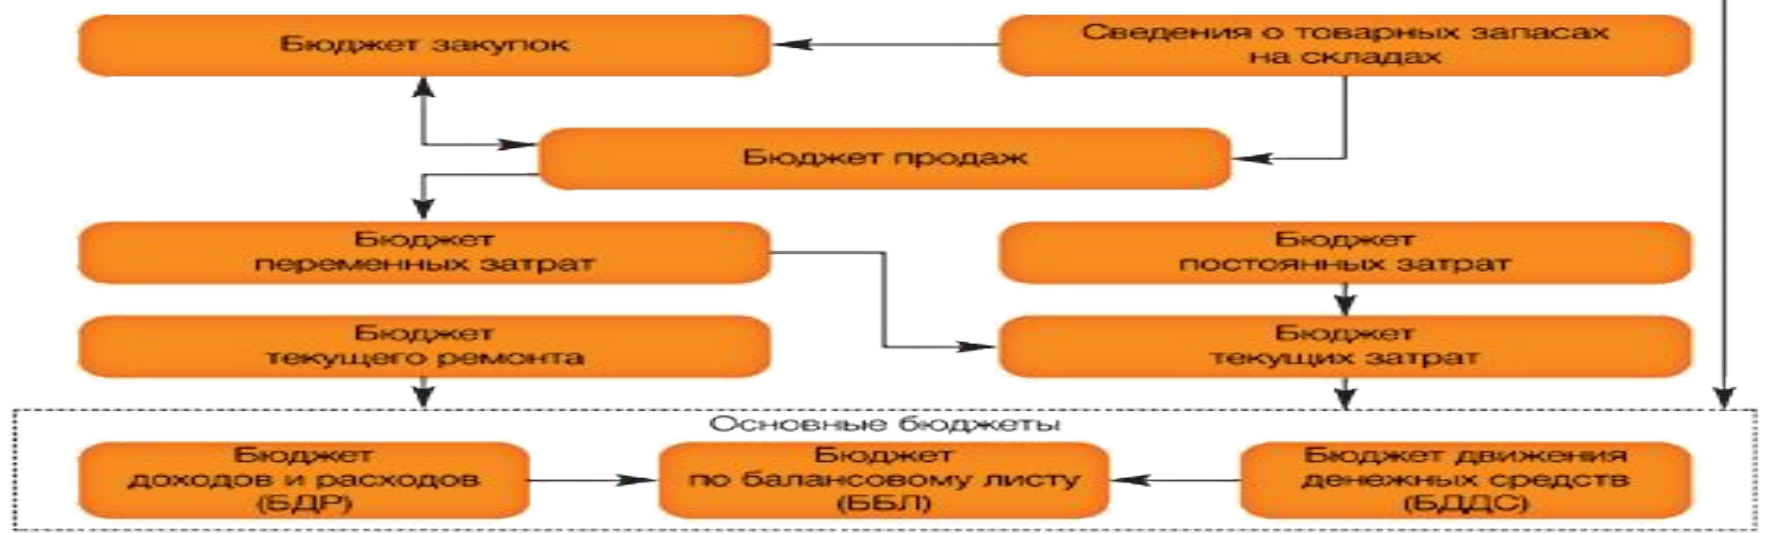 Бюджет закупок
Сведения о товарных запасах
на складах
Бюджет продаж
Бюджет
переменных затрат
Бюджет
постоянных затрат
Бюджет
текущего ремонта
Бюджет
текущих затрат
Основные бюджеты
Бюджет
доходов и расходов
(БДР)
Бюджет
по балансовому листу
(ББЛ)
Бюджет движения
денежных средств
(БДДС)